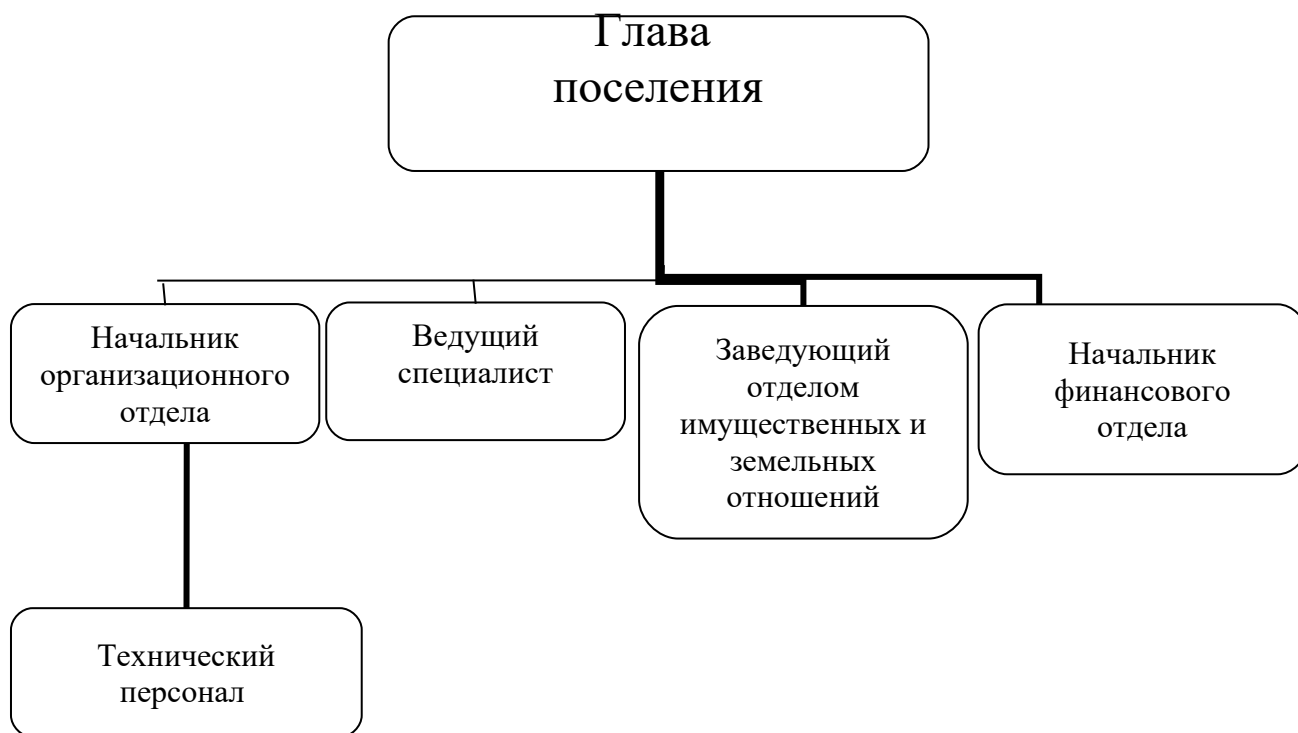 Глава
поселения
Начальник
организационного
отдела
Ведущий
специалист
Заведующий
отделом
имущественных и
земельных
отношений
Начальник
финансового
отдела
Технический
персонал